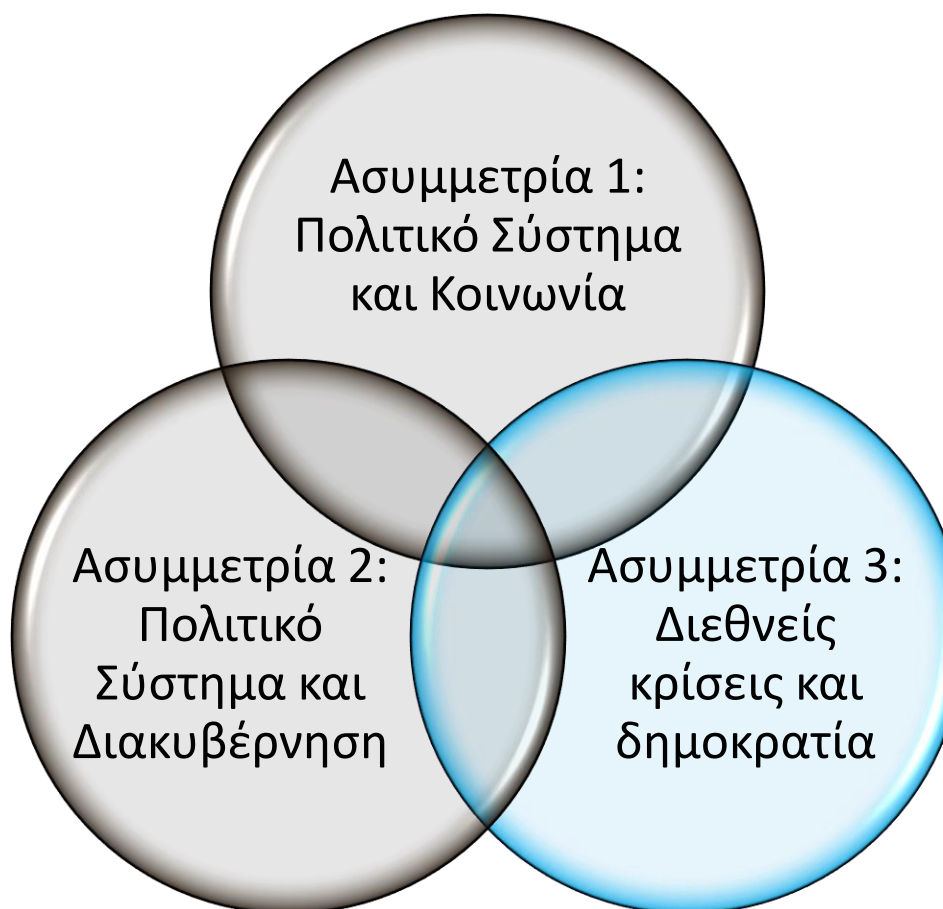 Ασυμμετρία 1:
Πολιτικό Σύστημα
και Κοινωνία
Ασυμμετρία 2:
Πολιτικό
Σύστημα και
Διακυβέρνηση
Ασυμμετρία 3:
Διεθνείς
κρίσεις και
δημοκρατία